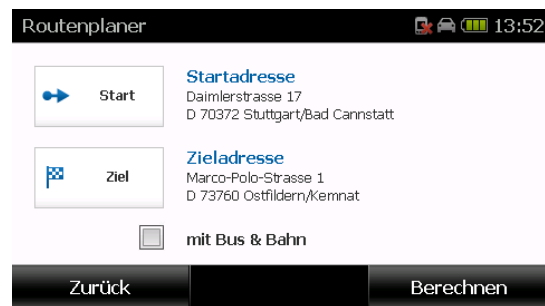 Routenplaner 13:52
Start
Startadresse
Daimlerstrasse 17
D 70372 Stuttgart/Bad Cannstatt
Ziel
Zieladresse
Marco-Polo-Strasse 1
D 73760 Ostfildern/Kemnat
mit Bus & Bahn
Zurück Berechnen